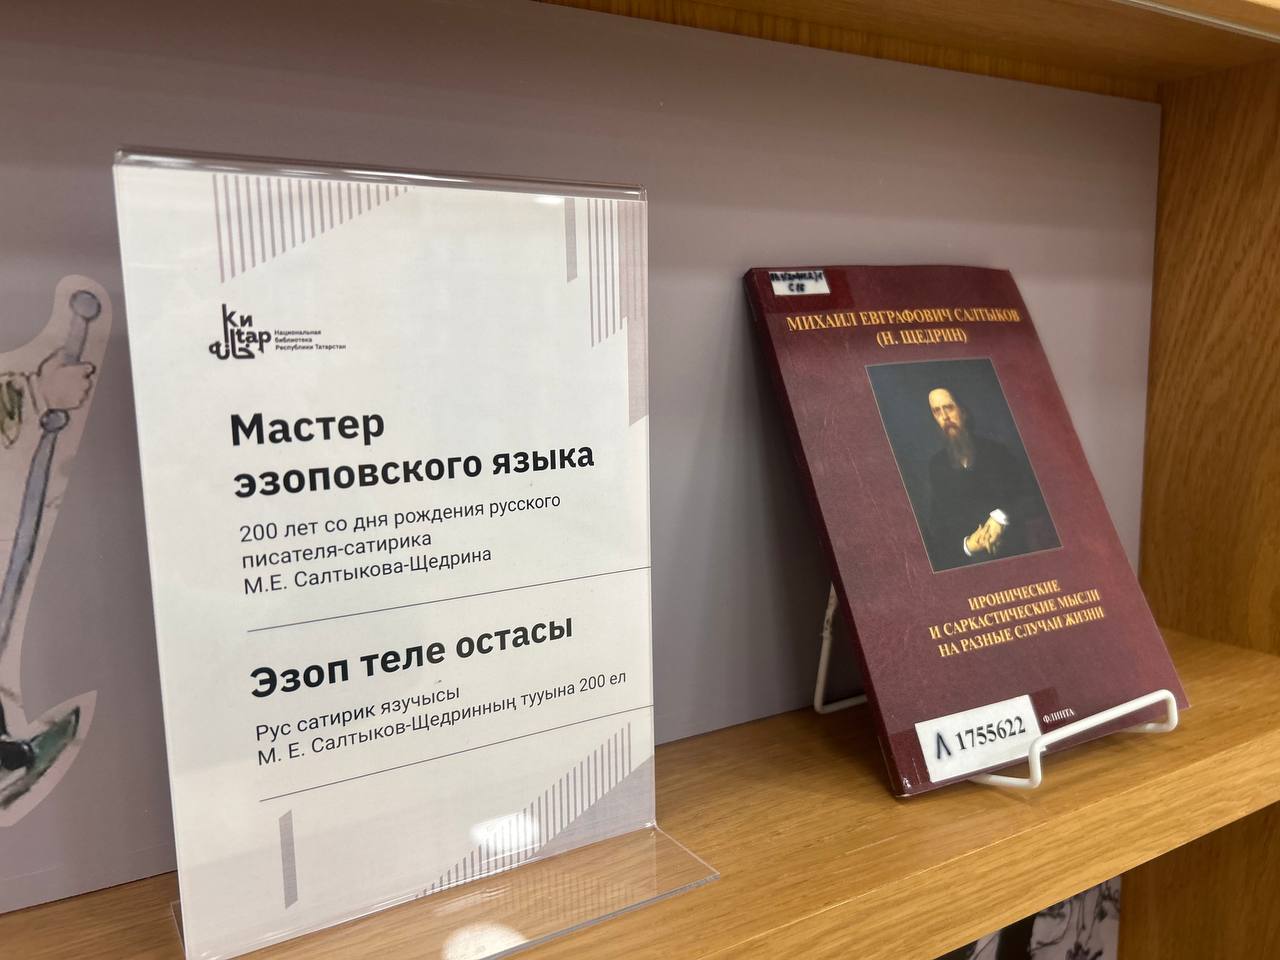 Ки
tap
Национальная
библиотека
Республики Татарстан
Мастер
эзоповского языка
200 лет со дня рождения русского
писателя-сатирика
М.Е. Салтыкова-Щедрина
Эзоп теле остасы
Рус сатирик язучысы
М. Е. Салтыков-Щедринның тууына 200 ел
МИХАИЛ ЕВГРАФОВИЧ САЛТЫКОВ
(Н. ЩЕДРИН)
ИРОНИЧЕСКИЕ
И САРКАСТИЧЕСКИЕ МЫСЛИ
НА РАЗНЫЕ СЛУЧАИ ЖИЗНИ
ФЛИНТА
Л 1755622